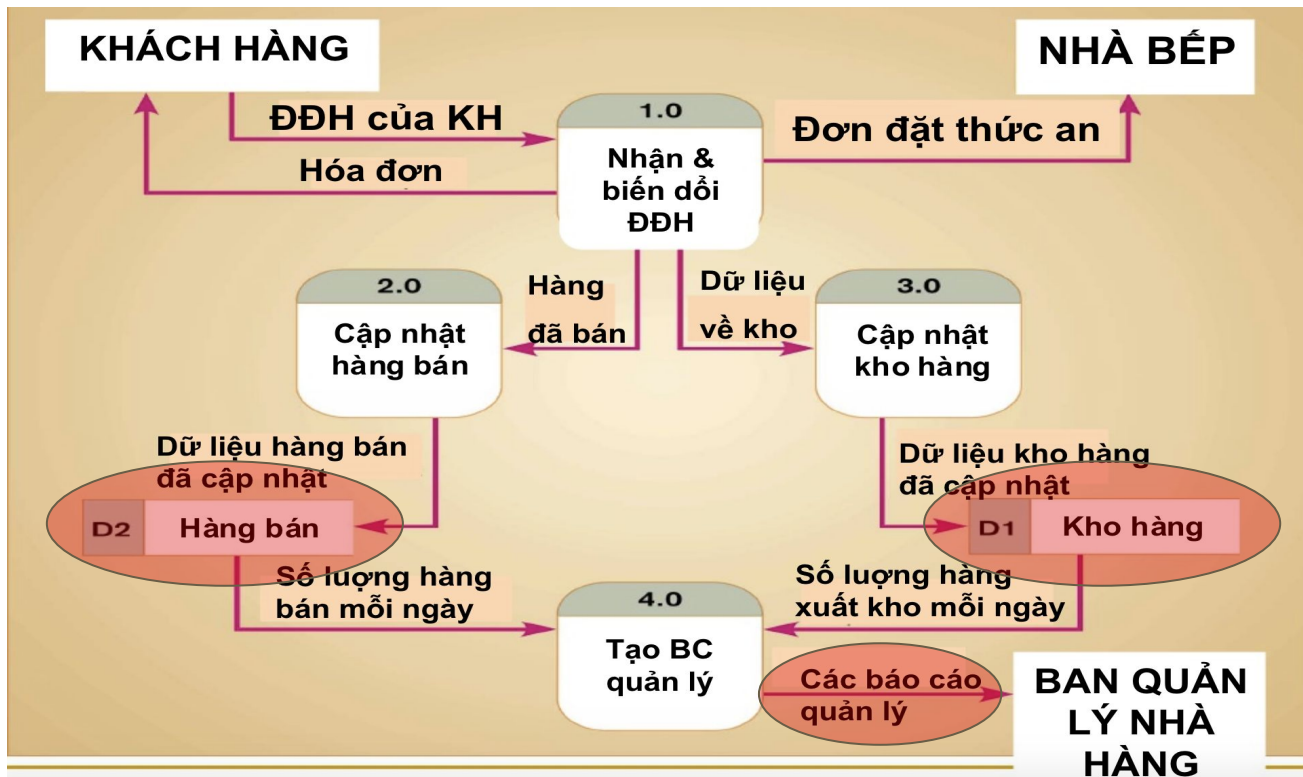 KHÁCH HÀNG
NHÀ BẾP
ĐĐH của KH
Hóa đơn
1.0
Nhận &
biến dổi
ĐĐH
Đơn đặt thức an
2.0
Cập nhật
hàng bán
Hàng
đã bán
Dữ liệu
về kho
3.0
Cập nhật
kho hàng
Dữ liệu hàng bán
đã cập nhật
Dữ liệu kho hàng
đã cập nhật
D2 Hàng bán
D1 Kho hàng
Số luợng hàng
bán mỗi ngày
4.0
Tạo BC
quản lý
Số luợng hàng
xuất kho mỗi ngày
Các báo cáo
quản lý
BAN QUẢN
LÝ NHÀ
HÀNG